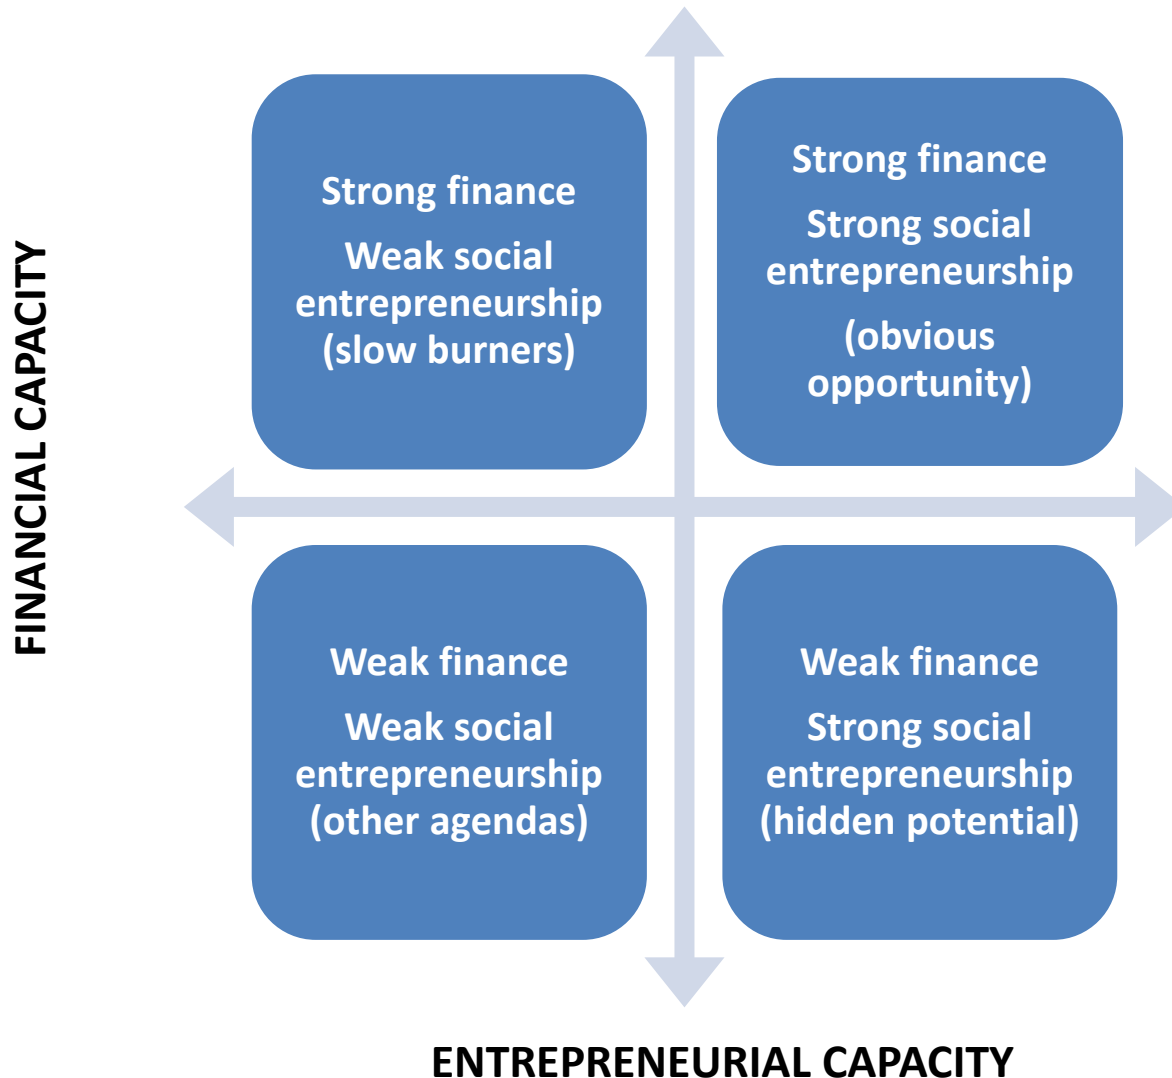 FINANCIAL CAPACITY
Strong finance
Weak social
entrepreneurship
(slow burners)
Strong finance
Strong social
entrepreneurship
(obvious
opportunity)
Weak finance
Weak social
entrepreneurship
(other agendas)
Weak finance
Strong social
entrepreneurship
(hidden potential)
ENTREPRENEURIAL CAPACITY